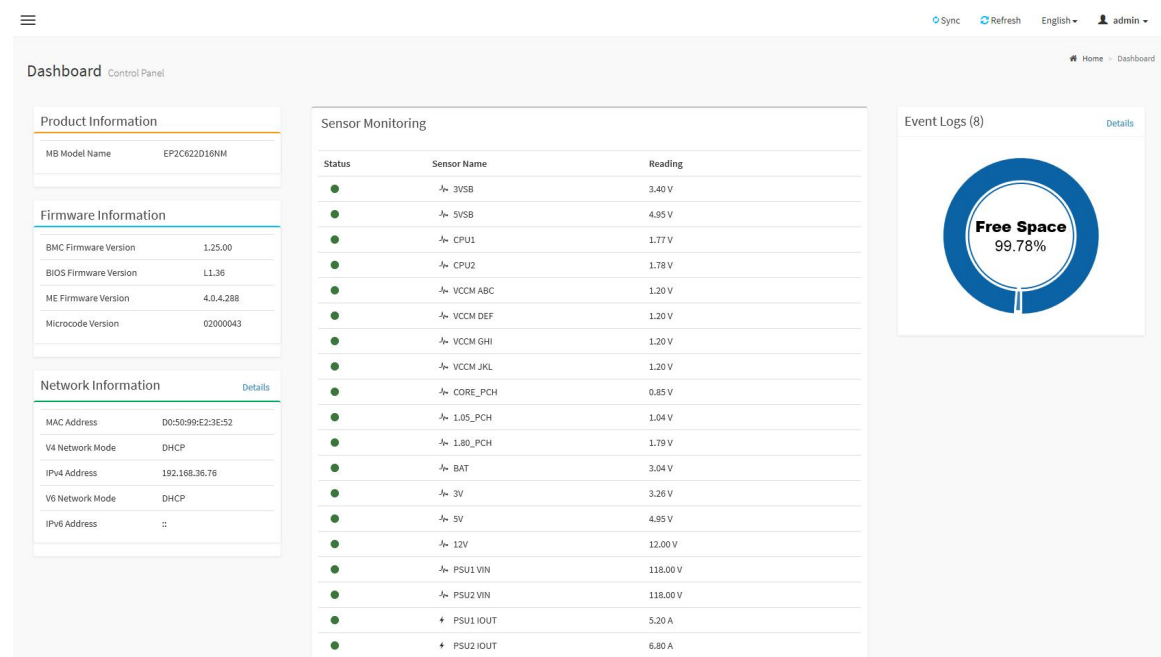 Sync Refresh English admin
Dashboard Control Panel
Home > Dashboard
Product Information
MB Model Name EP2C622D16NM
Firmware Information
BMC Firmware Version 1.25.00
BIOS Firmware Version L1.36
ME Firmware Version 4.0.4.288
Microcode Version 02000043
Network Information Details
MAC Address D0:50:99:E2:3E:52
V4 Network Mode DHCP
IPv4 Address 192.168.36.76
V6 Network Mode DHCP
IPv6 Address ::
Sensor Monitoring
Status Sensor Name Reading
3VSB 3.40 V
5VSB 4.95 V
CPU1 1.77 V
CPU2 1.78 V
VCCM ABC 1.20 V
VCCM DEF 1.20 V
VCCM GHI 1.20 V
VCCM JKL 1.20 V
CORE_PCH 0.85 V
1.05_PCH 1.04 V
1.80_PCH 1.79 V
BAT 3.04 V
3V 3.26 V
5V 4.95 V
12V 12.00 V
PSU1 VIN 118.00 V
PSU2 VIN 118.00 V
PSU1 IOUT 5.20 A
PSU2 IOUT 6.80 A
Event Logs (8) Details
Free Space
99.78%